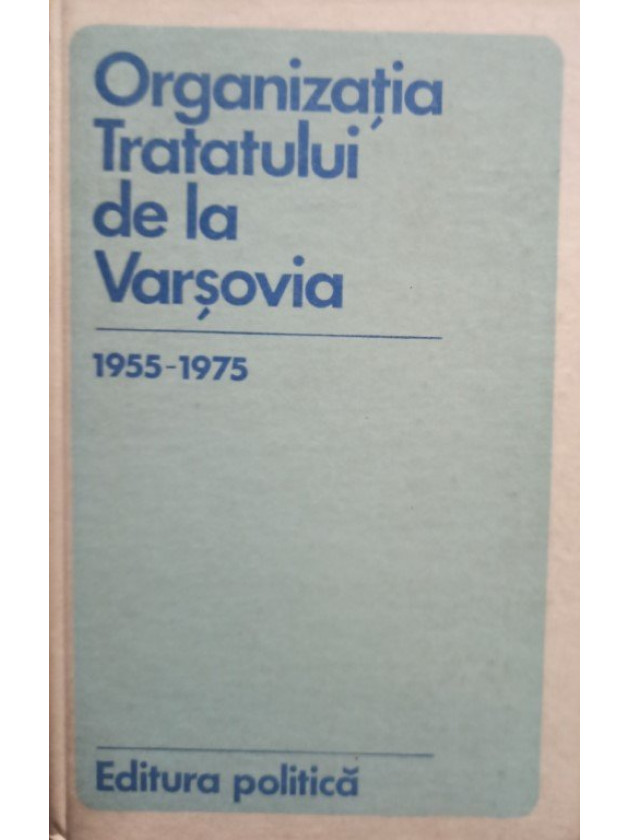 Organizația
Tratatului
de la
Varșovia
1955-1975
Editura politică